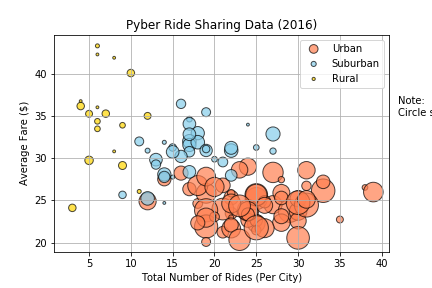 Pyber Ride Sharing Data (2016)
Urban
Suburban
Rural
Note:
Circle s
Average Fare ($)
40
35
30
25
20
5 10 15 20 25 30 35 40
Total Number of Rides (Per City)